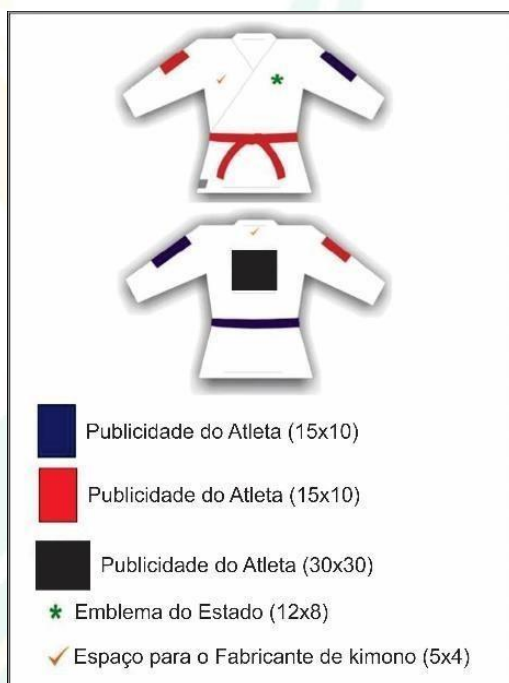 Publicidade do Atleta (15x10)
Publicidade do Atleta (15x10)
Publicidade do Atleta (30x30)
Emblema do Estado (12x8)
Espaço para o Fabricante de kimono (5x4)